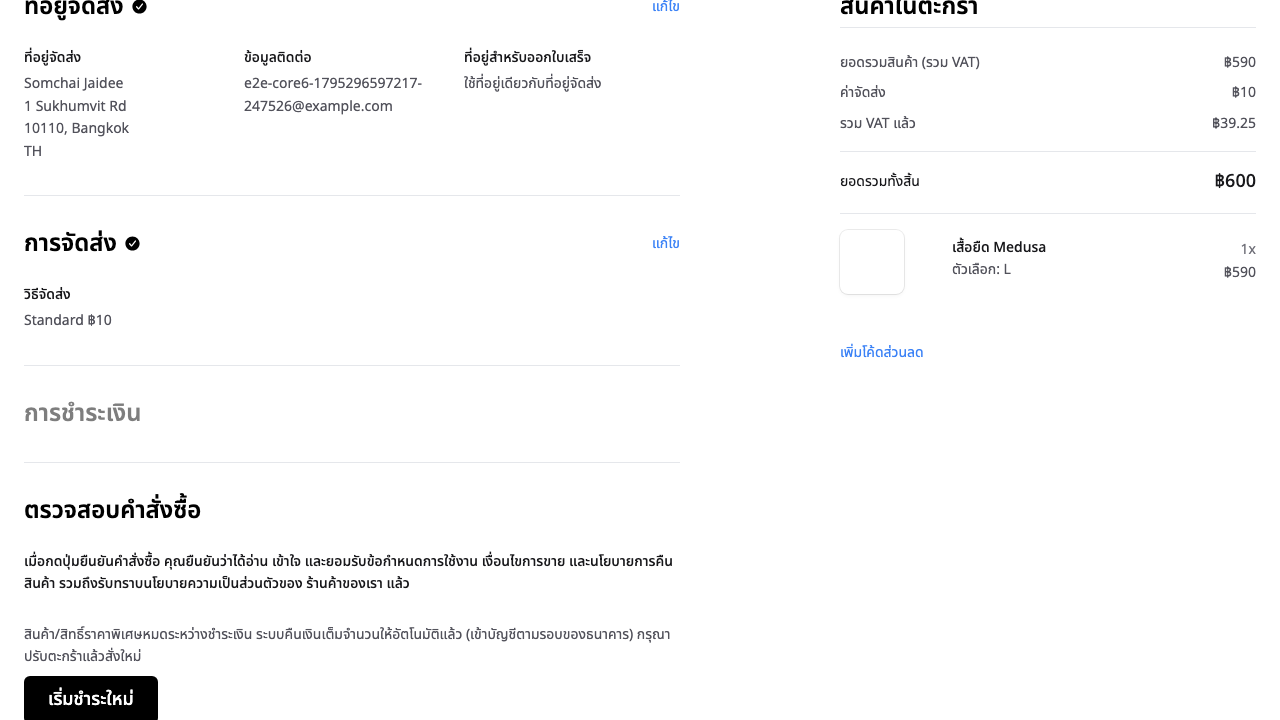 ที่อยู่จัดส่ง
แก้ไข
ที่อยู่จัดส่ง
Somchai Jaidee
1 Sukhumvit Rd
10110, Bangkok
TH
ข้อมูลติดต่อ
e2e-core6-1795296597217-
247526@example.com
ที่อยู่สำหรับออกใบเสร็จ
ใช้ที่อยู่เดียวกับที่อยู่จัดส่ง
การจัดส่ง
แก้ไข
วิธีจัดส่ง
Standard ฿10
การชำระเงิน
ตรวจสอบคำสั่งซื้อ
เมื่อกดปุ่มยืนยันคำสั่งซื้อ คุณยืนยันว่าได้อ่าน เข้าใจ และยอมรับข้อกำหนดการใช้งาน เงื่อนไขการขาย และนโยบายการคืน
สินค้า รวมถึงรับทราบนโยบายความเป็นส่วนตัวของ ร้านค้าของเรา แล้ว
สินค้า/สิทธิ์ราคาพิเศษหมดระหว่างชำระเงิน ระบบคืนเงินเต็มจำนวนให้อัตโนมัติแล้ว (เข้าบัญชีตามรอบของธนาคาร) กรุณา
ปรับตะกร้าแล้วสั่งใหม่
เริ่มชำระใหม่
สินค้าในตะกร้า
ยอดรวมสินค้า (รวม VAT) ฿590
ค่าจัดส่ง ฿10
รวม VAT แล้ว ฿39.25
ยอดรวมทั้งสิ้น ฿600
เสื้อยืด Medusa 1x
ตัวเลือก: L ฿590
เพิ่มโค้ดส่วนลด